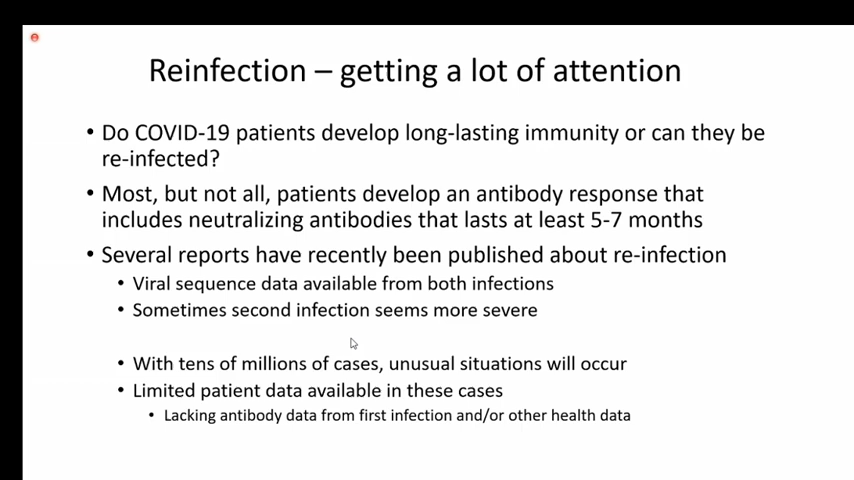 Reinfection – getting a lot of attention
• Do COVID-19 patients develop long-lasting immunity or can they be
re-infected?
• Most, but not all, patients develop an antibody response that
includes neutralizing antibodies that lasts at least 5-7 months
• Several reports have recently been published about re-infection
• Viral sequence data available from both infections
• Sometimes second infection seems more severe
• With tens of millions of cases, unusual situations will occur
• Limited patient data available in these cases
• Lacking antibody data from first infection and/or other health data